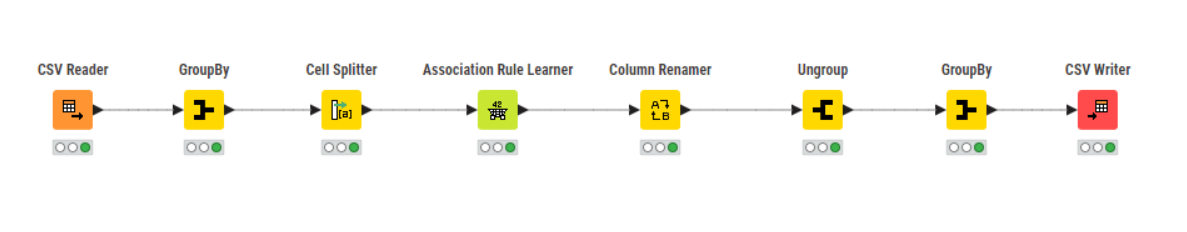 CSV Reader
GroupBy
Cell Splitter
Association Rule Learner
Column Renamer
Ungroup
GroupBy
CSV Writer
[a]
A
B